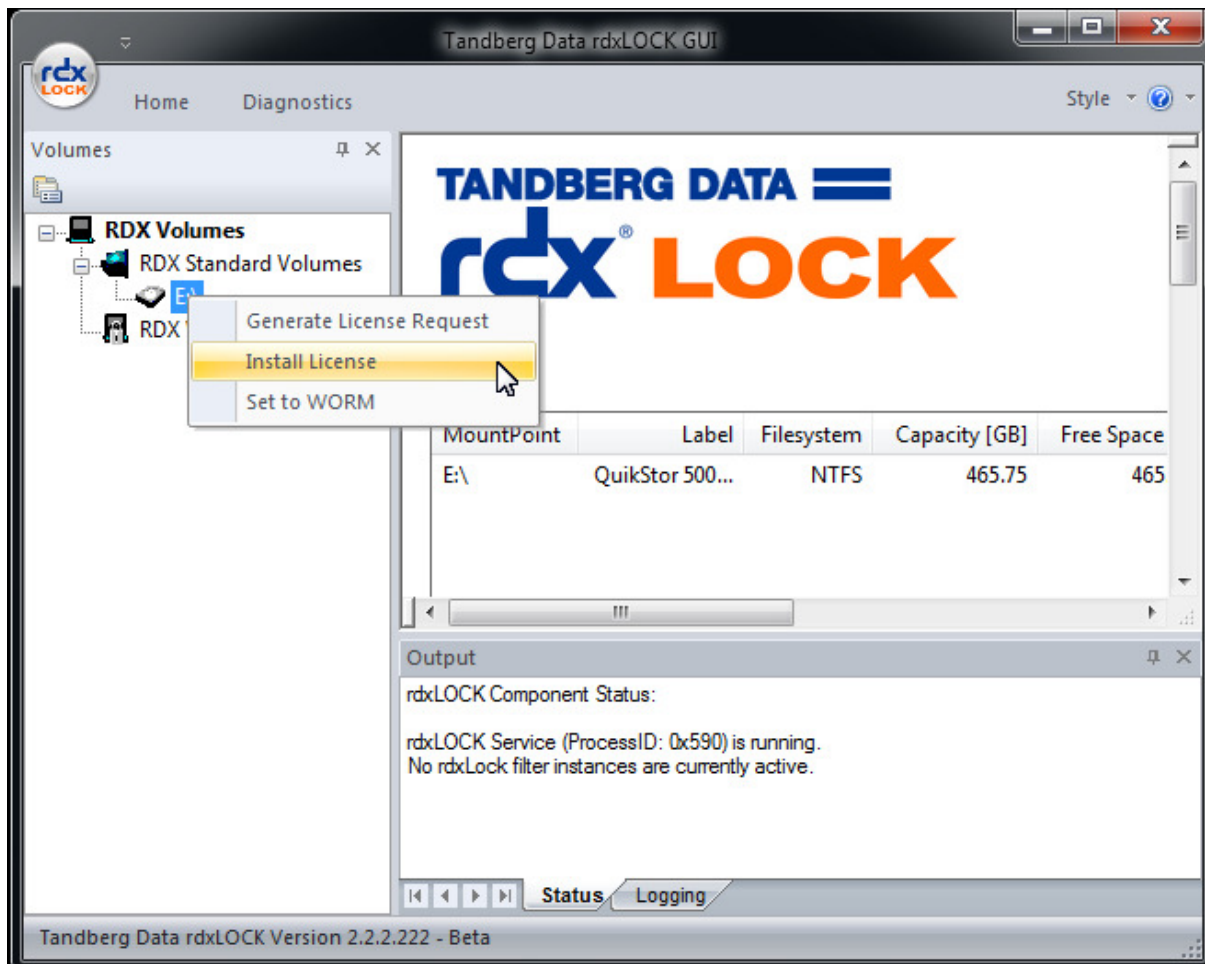 Tandberg Data rdxLOCK GUI
rdx
LOCK
Home Diagnostics
Style
Volumes
RDX Volumes
RDX Standard Volumes
E:\
RDX
Generate License Request
Install License
Set to WORM
TANDBERG DATA
rdx® LOCK
MountPoint Label Filesystem Capacity [GB] Free Space
E:\ QuikStor 500... NTFS 465.75 465
Output
rdxLOCK Component Status:
rdxLOCK Service (ProcessID: 0x590) is running.
No rdxLock filter instances are currently active.
Status Logging
Tandberg Data rdxLOCK Version 2.2.2.222 - Beta